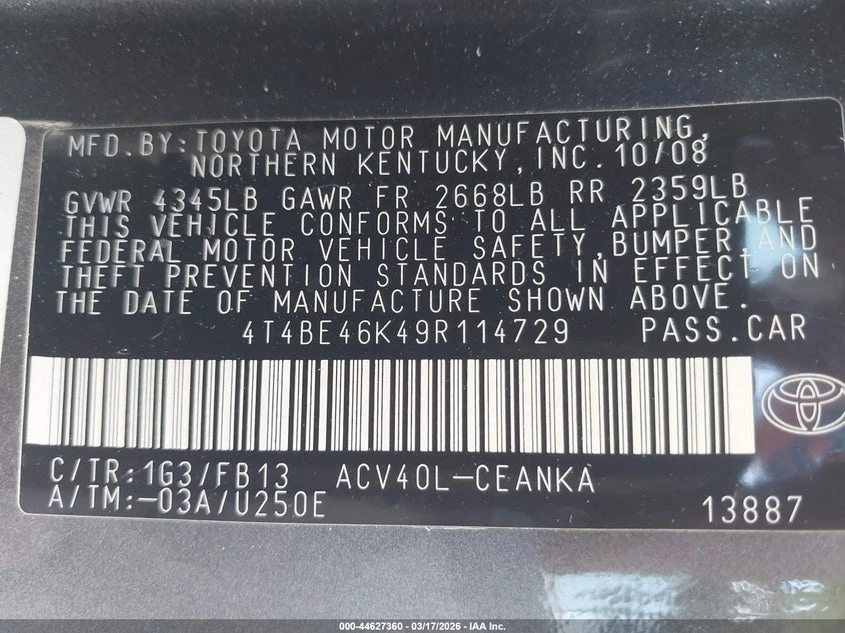 MFD.BY:TOYOTA MOTOR MANUFACTURING,
NORTHERN KENTUCKY,INC.10/08
GVWR 4345LB GAWR FR 2668LB RR 2359LB
THIS VEHICLE CONFORMS TO ALL APPLICABLE
FEDERAL MOTOR VEHICLE SAFETY,BUMPER,AND
THEFT PREVENTION STANDARDS IN EFFECT ON
THE DATE OF MANUFACTURE SHOWN ABOVE.
4T4BE46K49R114729 PASS.CAR
C/TR:1G3/FB13 ACV40L-CEANKA
A/TM:-03A/U250E 13887
000-44627360 - 03/17/2026 - IAA Inc.